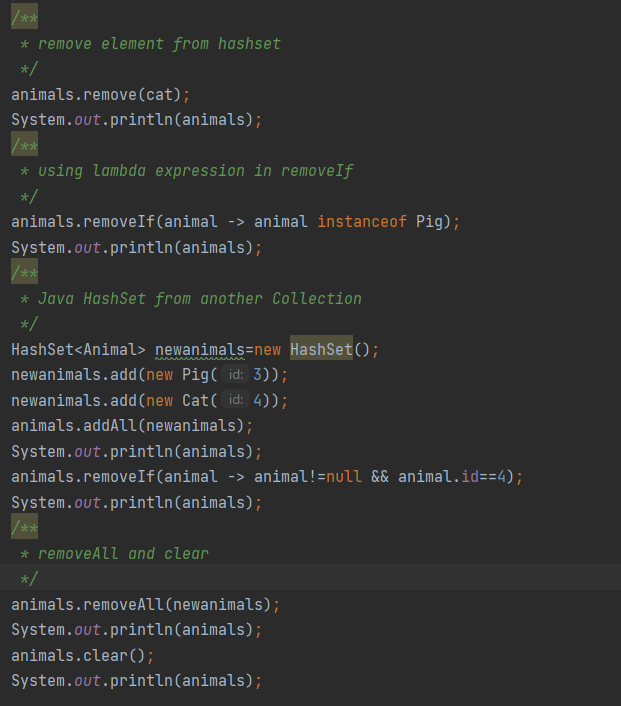 /**
 * remove element from hashset
 */
animals.remove(cat);
System.out.println(animals);
/**
 * using lambda expression in removeIf
 */
animals.removeIf(animal -> animal instanceof Pig);
System.out.println(animals);
/**
 * Java HashSet from another Collection
 */
HashSet<Animal> newanimals=new HashSet();
newanimals.add(new Pig( id: 3));
newanimals.add(new Cat( id: 4));
animals.addAll(newanimals);
System.out.println(animals);
animals.removeIf(animal -> animal!=null && animal.id==4);
System.out.println(animals);
/**
 * removeAll and clear
 */
animals.removeAll(newanimals);
System.out.println(animals);
animals.clear();
System.out.println(animals);